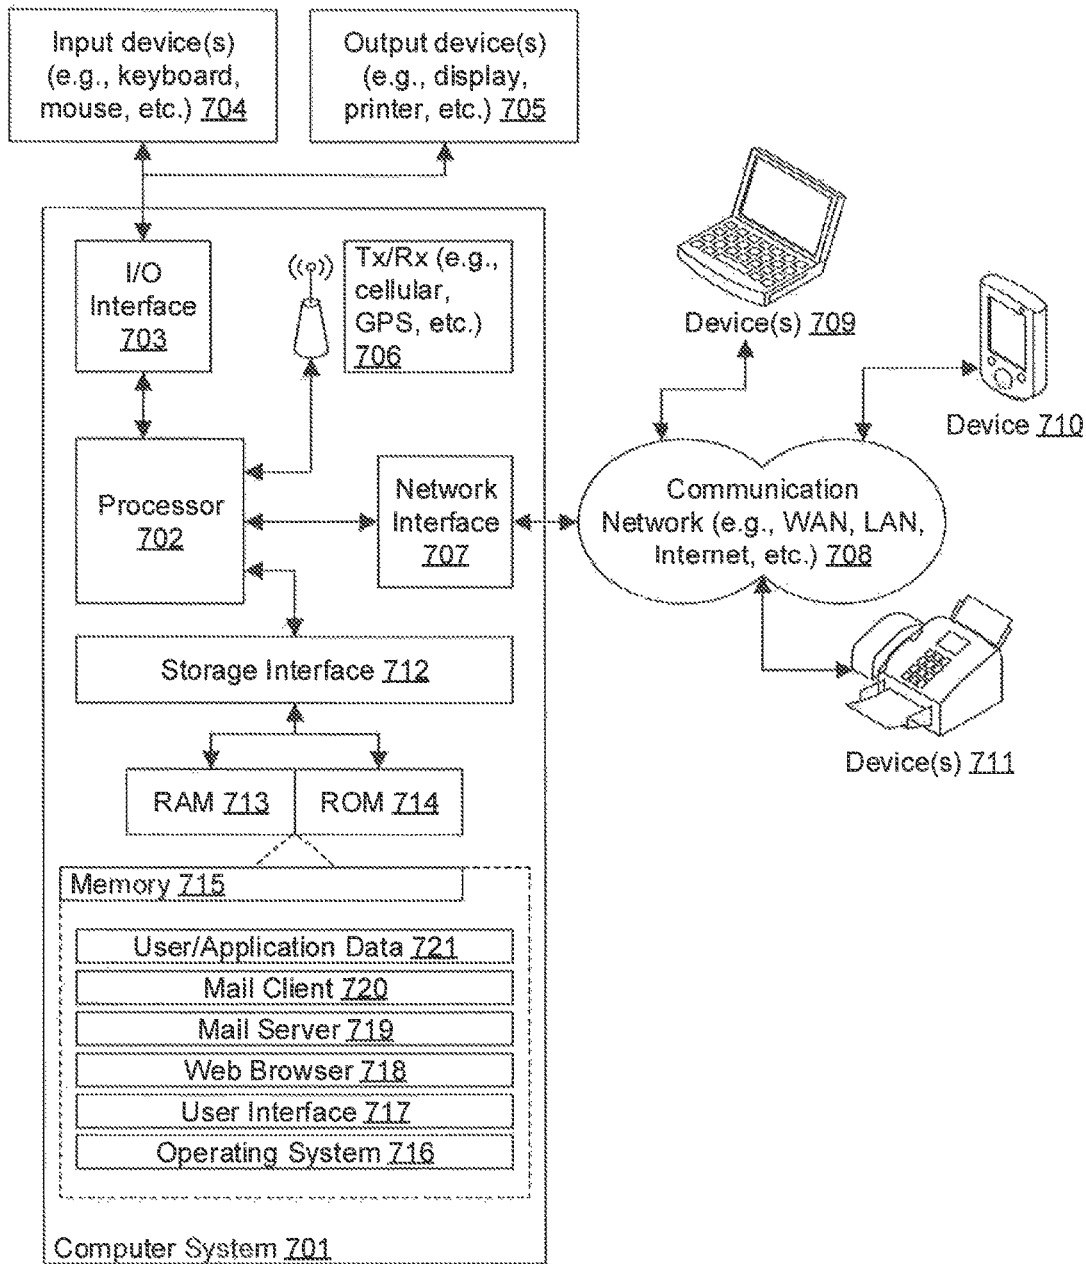 Input device(s)
(e.g., keyboard,
mouse, etc.) 704
Output device(s)
(e.g., display,
printer, etc.) 705
I/O
Interface
703
Tx/Rx (e.g.,
cellular,
GPS, etc.)
706
Device(s) 709
Device 710
Processor
702
Network
Interface
707
Communication
Network (e.g., WAN, LAN,
Internet, etc.) 708
Storage Interface 712
Device(s) 711
RAM 713
ROM 714
Memory 715
User/Application Data 721
Mail Client 720
Mail Server 719
Web Browser 718
User Interface 717
Operating System 716
Computer System 701